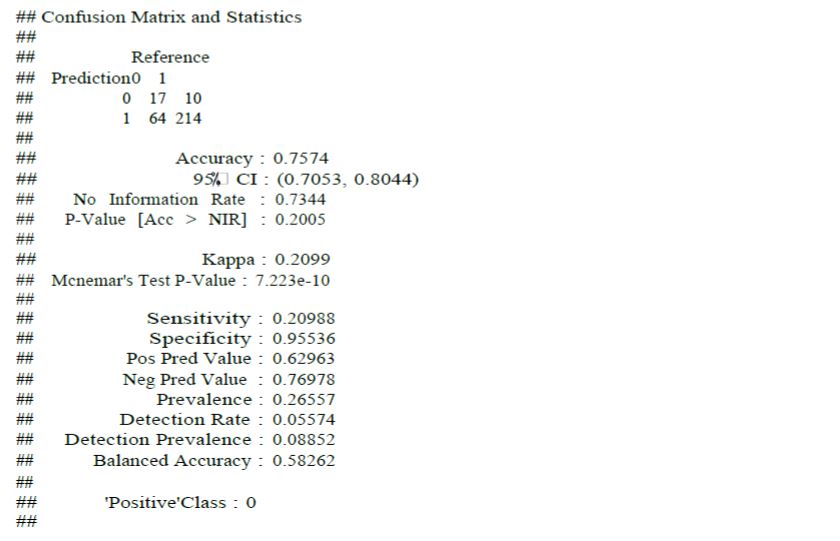 ## Confusion Matrix and Statistics
##
## Reference
## Prediction0 1
## 0 17 10
## 1 64 214
##
## Accuracy : 0.7574
## 95% CI : (0.7053, 0.8044)
## No Information Rate : 0.7344
## P-Value [Acc > NIR] : 0.2005
##
## Kappa : 0.2099
## Mcnemar's Test P-Value : 7.223e-10
##
## Sensitivity : 0.20988
## Specificity : 0.95536
## Pos Pred Value : 0.62963
## Neg Pred Value : 0.76978
## Prevalence : 0.26557
## Detection Rate : 0.05574
## Detection Prevalence : 0.08852
## Balanced Accuracy : 0.58262
##
## 'Positive'Class : 0
##